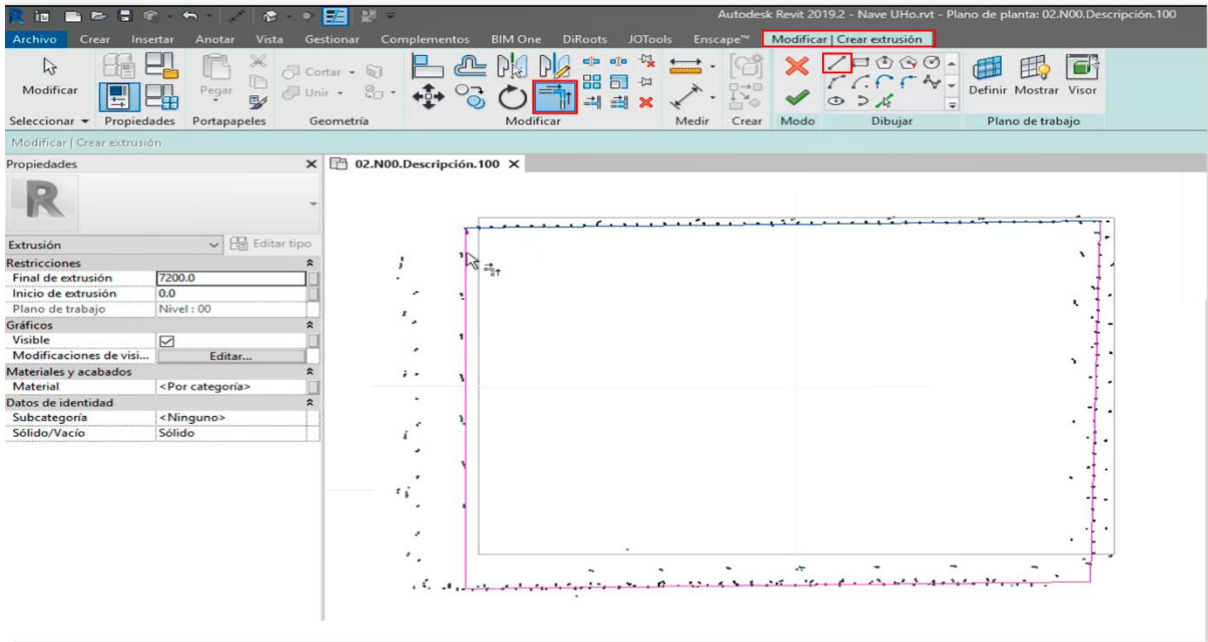 Autodesk Revit 2019.2 - Nave UHo.rvt - Plano de planta: 02.N00.Descripción.100
Archivo Crear Insertar Anotar Vista Gestionar Complementos BIM One DiRoots JOTools Enscape™ Modificar | Crear extrusión
Modificar
Pegar
Cortar
Unir
Definir Mostrar Visor
Seleccionar Propiedades Portapapeles Geometría Modificar Medir Crear Modo Dibujar Plano de trabajo
Modificar | Crear extrusión
Propiedades
02.N00.Descripción.100
R
Extrusión
Editar tipo
Restricciones
Final de extrusión 7200.0
Inicio de extrusión 0.0
Plano de trabajo Nivel : 00
Gráficos
Visible
Modificaciones de visi... Editar...
Materiales y acabados
Material <Por categoría>
Datos de identidad
Subcategoría <Ninguno>
Sólido/Vacío Sólido